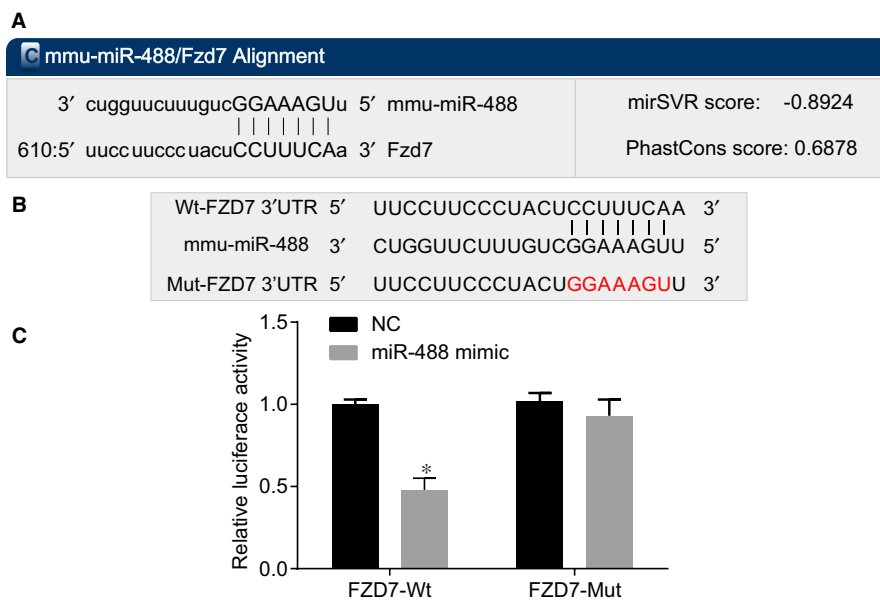 A
C mmu-miR-488/Fzd7 Alignment
3′ cugguucuuugucGGAAAGUu 5′ mmu-miR-488
610:5′ uuccuucccuacuCCUUUCAa 3′ Fzd7
mirSVR score: -0.8924
PhastCons score: 0.6878
B
Wt-FZD7 3′UTR 5′ UUCCUUCCCUACUCCUUUCAA 3′
mmu-miR-488 3′ CUGGUUCUUUGUCGGAAAGUU 5′
Mut-FZD7 3'UTR 5′ UUCCUUCCCUACUGGAAAGUU 3′
C
NC
miR-488 mimic
Relative luciferace activity
1.5
1.0
0.5
0.0
*
FZD7-Wt FZD7-Mut